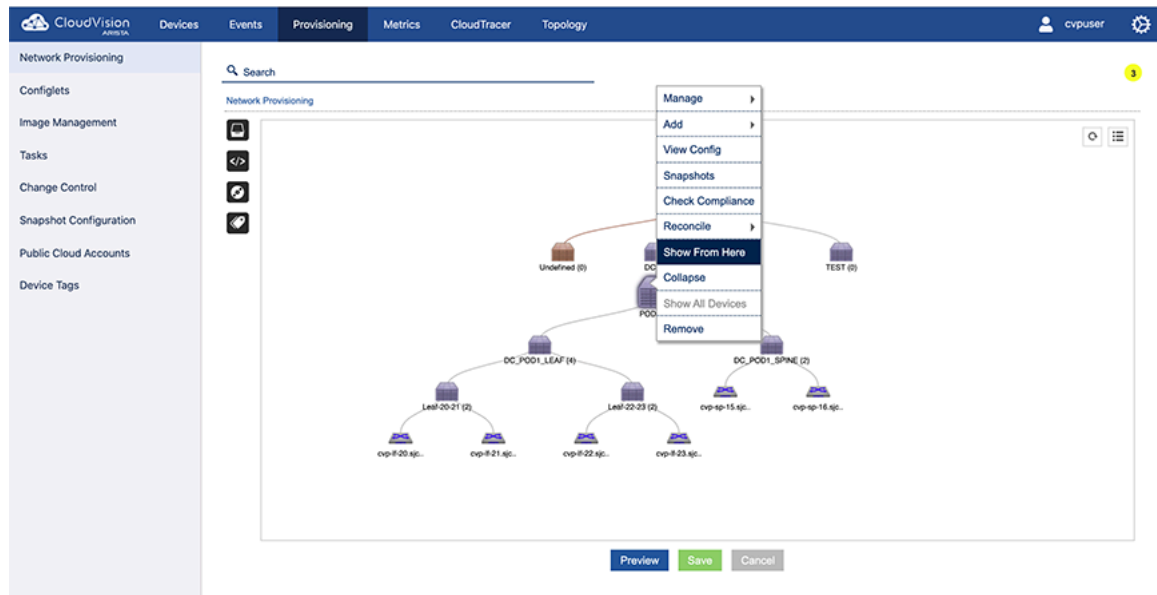 CloudVision
ARISTA
Devices
Events
Provisioning
Metrics
CloudTracer
Topology
cvpuser
Network Provisioning
Configlets
Image Management
Tasks
Change Control
Snapshot Configuration
Public Cloud Accounts
Device Tags
Search
3
Network Provisioning
Manage
Add
View Config
Snapshots
Check Compliance
Reconcile
Show From Here
Collapse
Show All Devices
Remove
Undefined (0)
DC
TEST (0)
POD
DC_POD1_LEAF (4)
DC_POD1_SPINE (2)
Leaf-20-21 (2)
Leaf-22-23 (2)
cvp-sp-15.sjc..
cvp-sp-16.sjc..
cvp-lf-20.sjc..
cvp-lf-21.sjc..
cvp-lf-22.sjc..
cvp-lf-23.sjc..
Preview
Save
Cancel